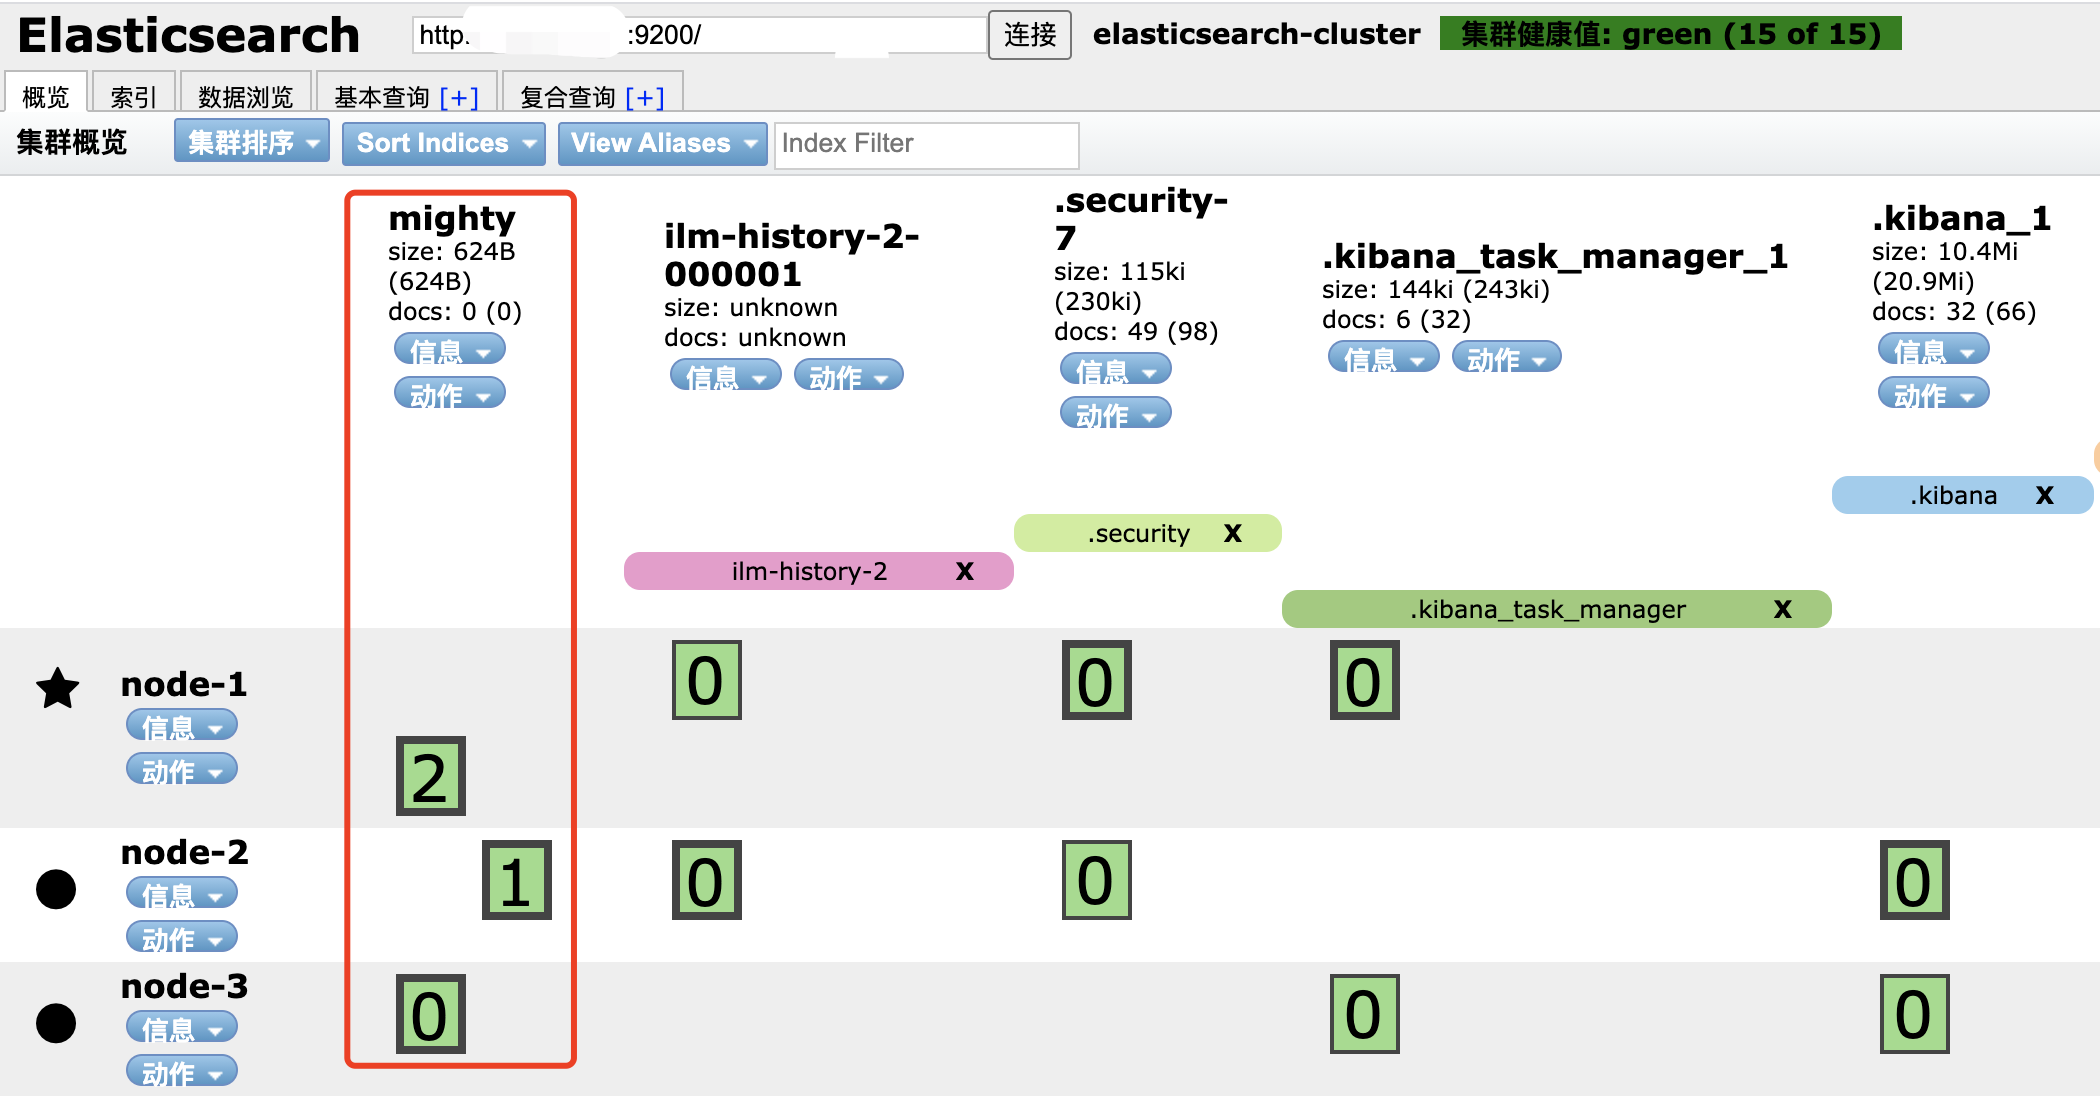 Elasticsearch
http: :9200/
连接
elasticsearch-cluster
集群健康值: green (15 of 15)
概览
索引
数据浏览
基本查询 [+]
复合查询 [+]
集群概览
集群排序
Sort Indices
View Aliases
Index Filter
mighty
size: 624B
(624B)
docs: 0 (0)
信息
动作
ilm-history-2-
000001
size: unknown
docs: unknown
信息
动作
.security-
7
size: 115ki
(230ki)
docs: 49 (98)
信息
动作
.kibana_task_manager_1
size: 144ki (243ki)
docs: 6 (32)
信息
动作
.kibana_1
size: 10.4Mi
(20.9Mi)
docs: 32 (66)
信息
动作
.kibana X
.security X
ilm-history-2 X
.kibana_task_manager X
node-1
信息
动作
0
0
0
2
node-2
信息
动作
1
0
0
0
node-3
信息
动作
0
0
0